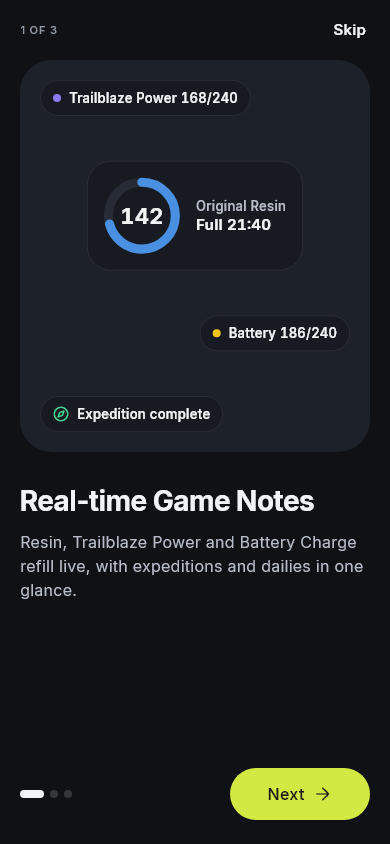 1 OF 3
Skip
Trailblaze Power 168/240
142
Original Resin
Full 21:40
Battery 186/240
Expedition complete
Real-time Game Notes
Resin, Trailblaze Power and Battery Charge
refill live, with expeditions and dailies in one
glance.
Next